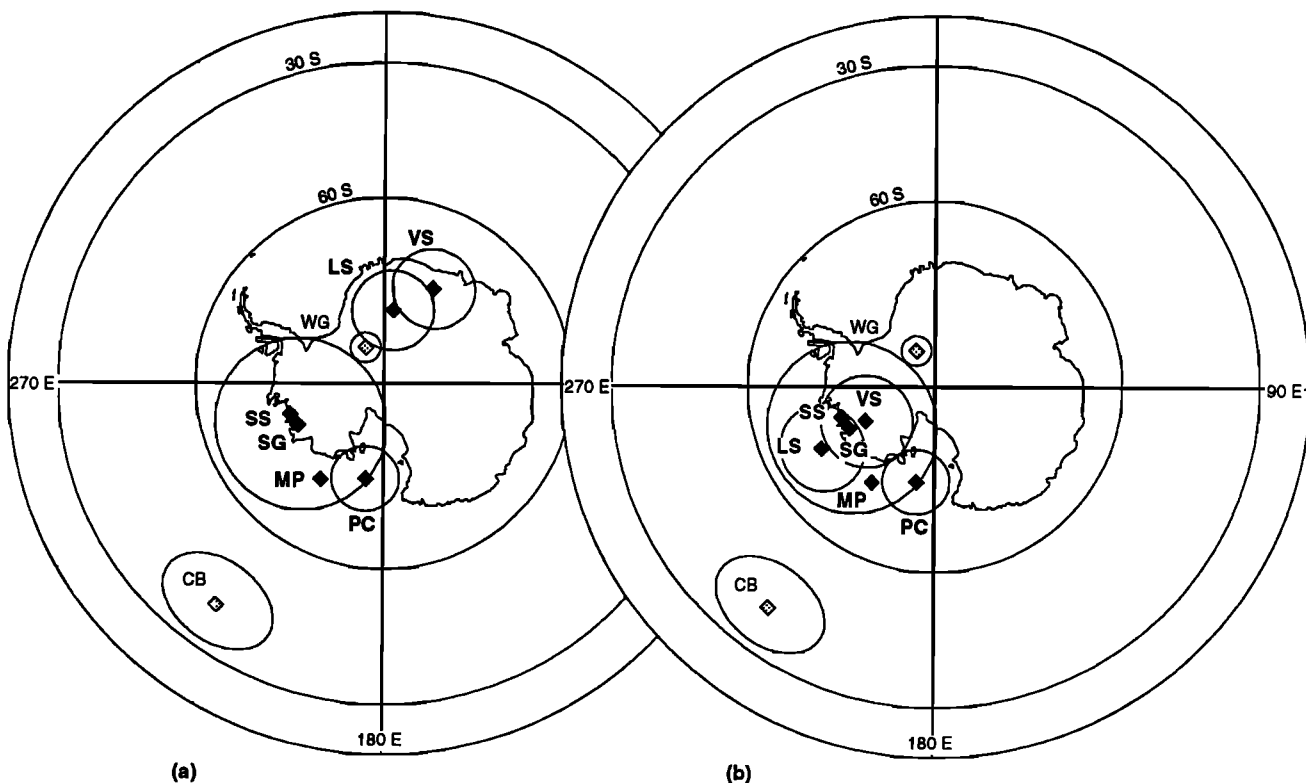 30 S
60 S
VS
LS
WG
270 E
SS
SG
MP
PC
CB
180 E
(a)
30 S
60 S
WG
270 E
90 E
SS
VS
LS
SG
MP
PC
CB
180 E
(b)